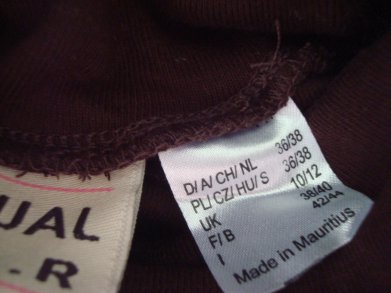 UAL
.R
D/A/CH/NL 36/38
PL/CZ/HU/S 36/38
UK 10/12
F/B 38/40
I 42/44
Made in Mauritius